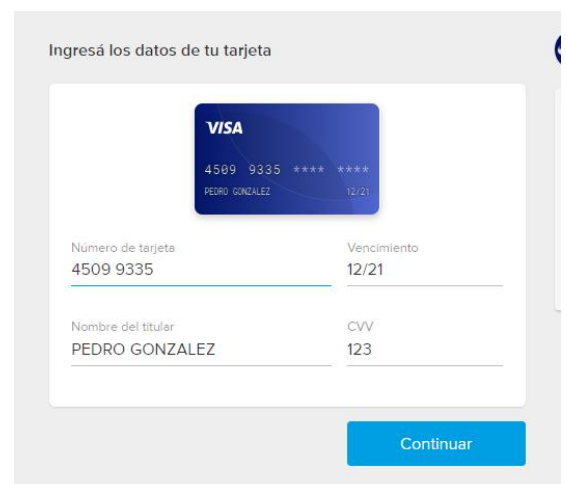 Ingresá los datos de tu tarjeta
VISA
4509 9335 **** ****
PEDRO GONZALEZ 12/21
Número de tarjeta Vencimiento
4509 9335 12/21
Nombre del titular CVV
PEDRO GONZALEZ 123
Continuar